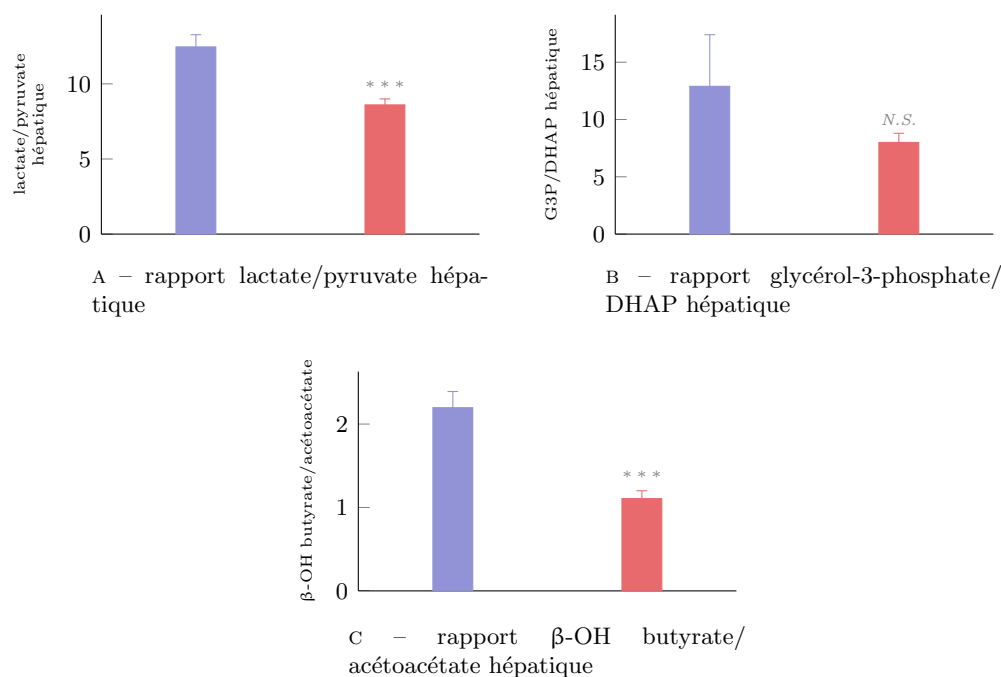 lactate/pyruvate
hépatique
10
5
0
∗ ∗ ∗
A – rapport lactate/pyruvate hépa-
tique
G3P/DHAP hépatique
15
10
5
0
N.S.
B – rapport glycérol-3-phosphate/
DHAP hépatique
β-OH butyrate/acétoacétate
2
1
0
∗ ∗ ∗
C – rapport β-OH butyrate/
acétoacétate hépatique